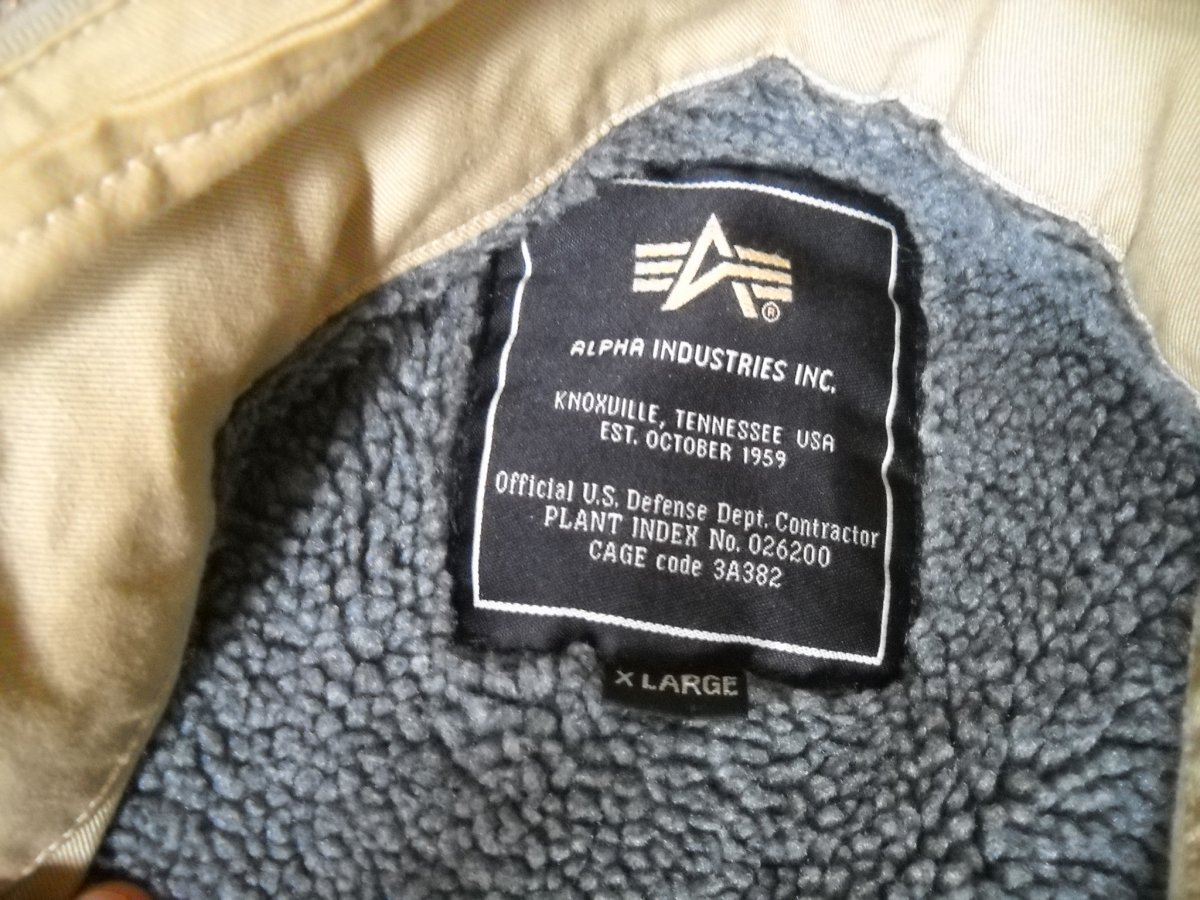 ®
ALPHA INDUSTRIES INC.
KNOXVILLE, TENNESSEE USA
EST. OCTOBER 1959
Official U.S. Defense Dept. Contractor
PLANT INDEX No. 026200
CAGE code 3A382
X LARGE